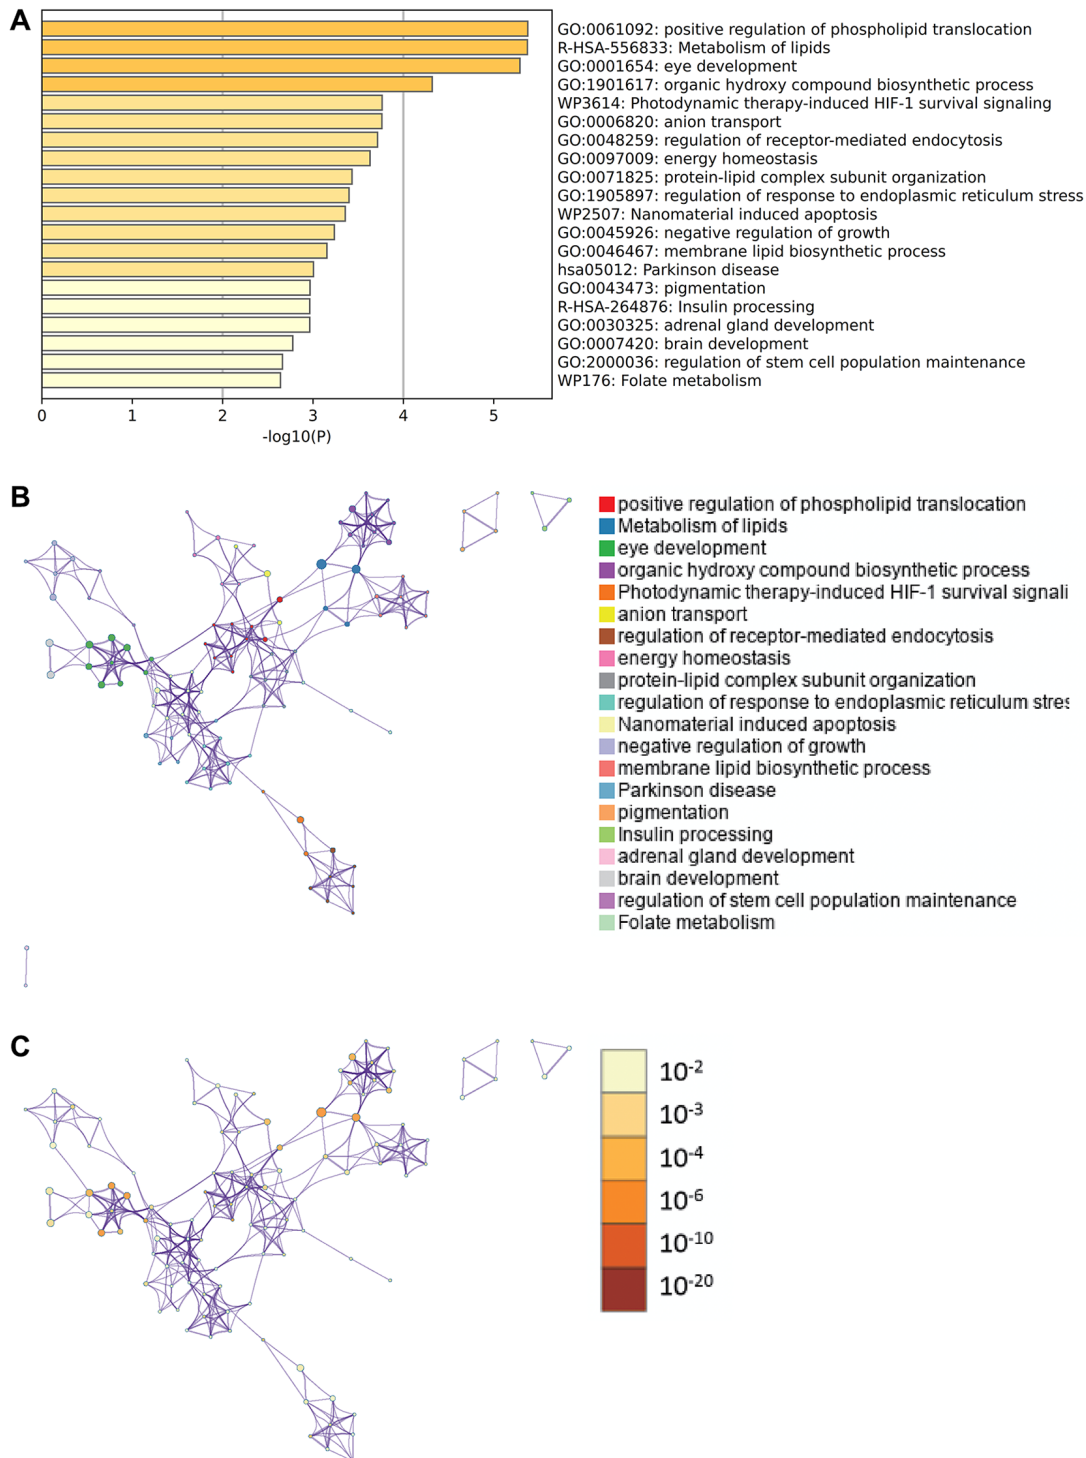 A
GO:0061092: positive regulation of phospholipid translocation
R-HSA-556833: Metabolism of lipids
GO:0001654: eye development
GO:1901617: organic hydroxy compound biosynthetic process
WP3614: Photodynamic therapy-induced HIF-1 survival signaling
GO:0006820: anion transport
GO:0048259: regulation of receptor-mediated endocytosis
GO:0097009: energy homeostasis
GO:0071825: protein-lipid complex subunit organization
GO:1905897: regulation of response to endoplasmic reticulum stress
WP2507: Nanomaterial induced apoptosis
GO:0045926: negative regulation of growth
GO:0046467: membrane lipid biosynthetic process
hsa05012: Parkinson disease
GO:0043473: pigmentation
R-HSA-264876: Insulin processing
GO:0030325: adrenal gland development
GO:0007420: brain development
GO:2000036: regulation of stem cell population maintenance
WP176: Folate metabolism
0 1 2 3 4 5
-log10(P)
B
positive regulation of phospholipid translocation
Metabolism of lipids
eye development
organic hydroxy compound biosynthetic process
Photodynamic therapy-induced HIF-1 survival signali
anion transport
regulation of receptor-mediated endocytosis
energy homeostasis
protein-lipid complex subunit organization
regulation of response to endoplasmic reticulum stres
Nanomaterial induced apoptosis
negative regulation of growth
membrane lipid biosynthetic process
Parkinson disease
pigmentation
Insulin processing
adrenal gland development
brain development
regulation of stem cell population maintenance
Folate metabolism
C
10⁻²
10⁻³
10⁻⁴
10⁻⁶
10⁻¹⁰
10⁻²⁰